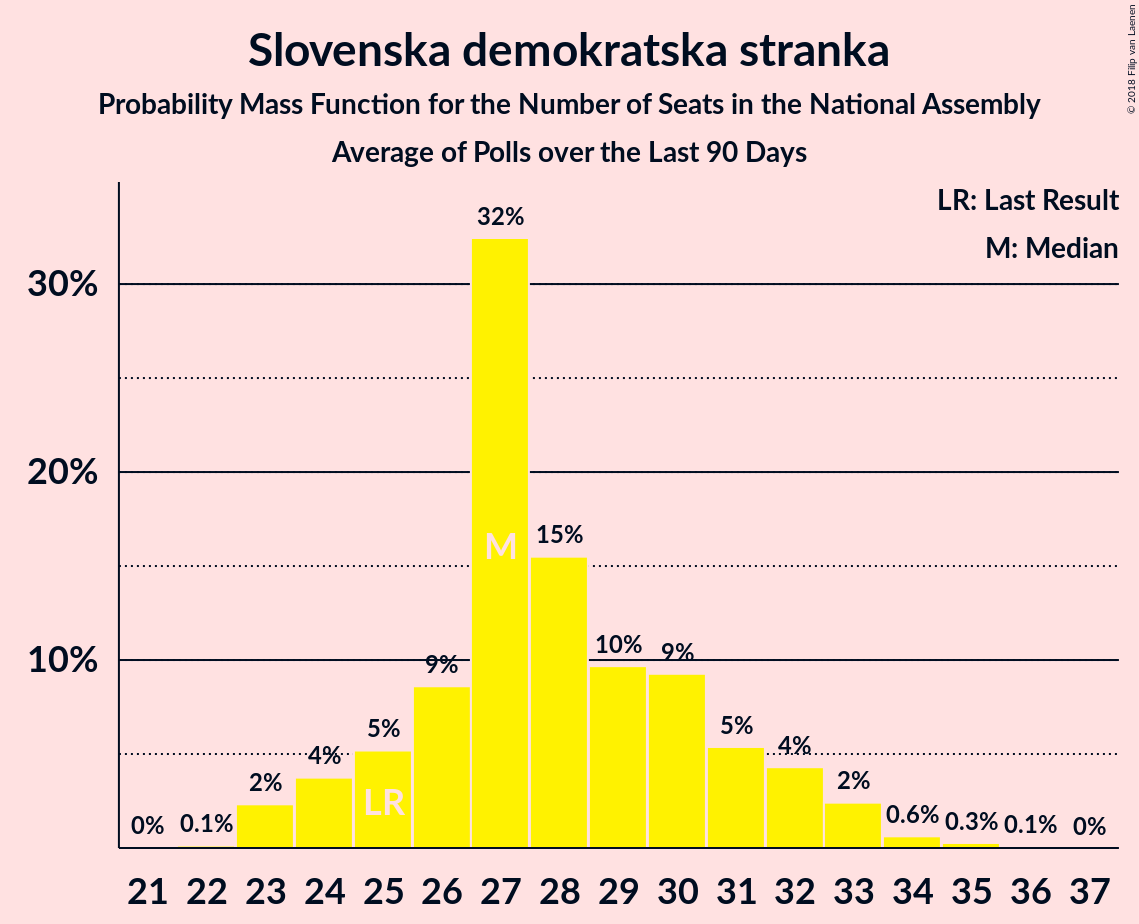 Slovenska demokratska stranka
Probability Mass Function for the Number of Seats in the National Assembly
Average of Polls over the Last 90 Days
© 2018 Filip van Laenen
LR: Last Result
M: Median
30%
20%
10%
0%
0.1%
2%
4%
5%
9%
32%
15%
10%
9%
5%
4%
2%
0.6%
0.3%
0.1%
0%
LR
M
21 22 23 24 25 26 27 28 29 30 31 32 33 34 35 36 37